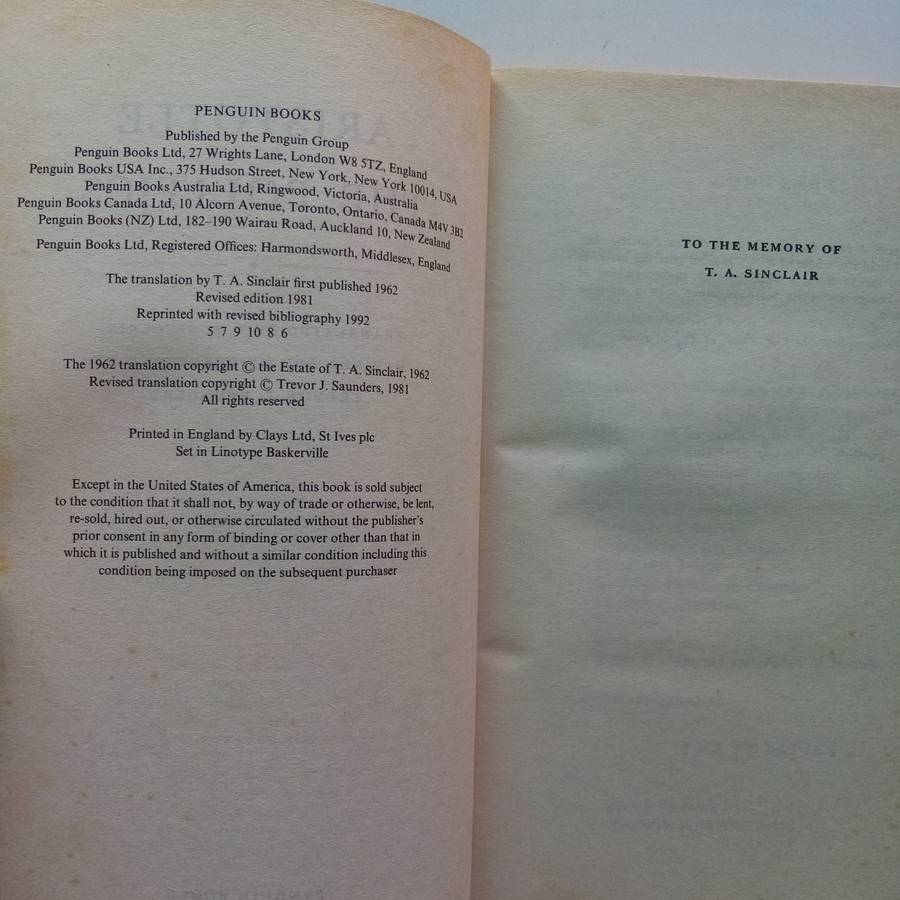 PENGUIN BOOKS
Published by the Penguin Group
Penguin Books Ltd, 27 Wrights Lane, London W8 5TZ, England
Penguin Books USA Inc., 375 Hudson Street, New York, New York 10014, USA
Penguin Books Australia Ltd, Ringwood, Victoria, Australia
Penguin Books Canada Ltd, 10 Alcorn Avenue, Toronto, Ontario, Canada M4V 3B2
Penguin Books (NZ) Ltd, 182–190 Wairau Road, Auckland 10, New Zealand
Penguin Books Ltd, Registered Offices: Harmondsworth, Middlesex, England
The translation by T. A. Sinclair first published 1962
Revised edition 1981
Reprinted with revised bibliography 1992
5 7 9 10 8 6
The 1962 translation copyright © the Estate of T. A. Sinclair, 1962
Revised translation copyright © Trevor J. Saunders, 1981
All rights reserved
Printed in England by Clays Ltd, St Ives plc
Set in Linotype Baskerville
Except in the United States of America, this book is sold subject
to the condition that it shall not, by way of trade or otherwise, be lent,
re-sold, hired out, or otherwise circulated without the publisher's
prior consent in any form of binding or cover other than that in
which it is published and without a similar condition including this
condition being imposed on the subsequent purchaser
TO THE MEMORY OF
T. A. SINCLAIR